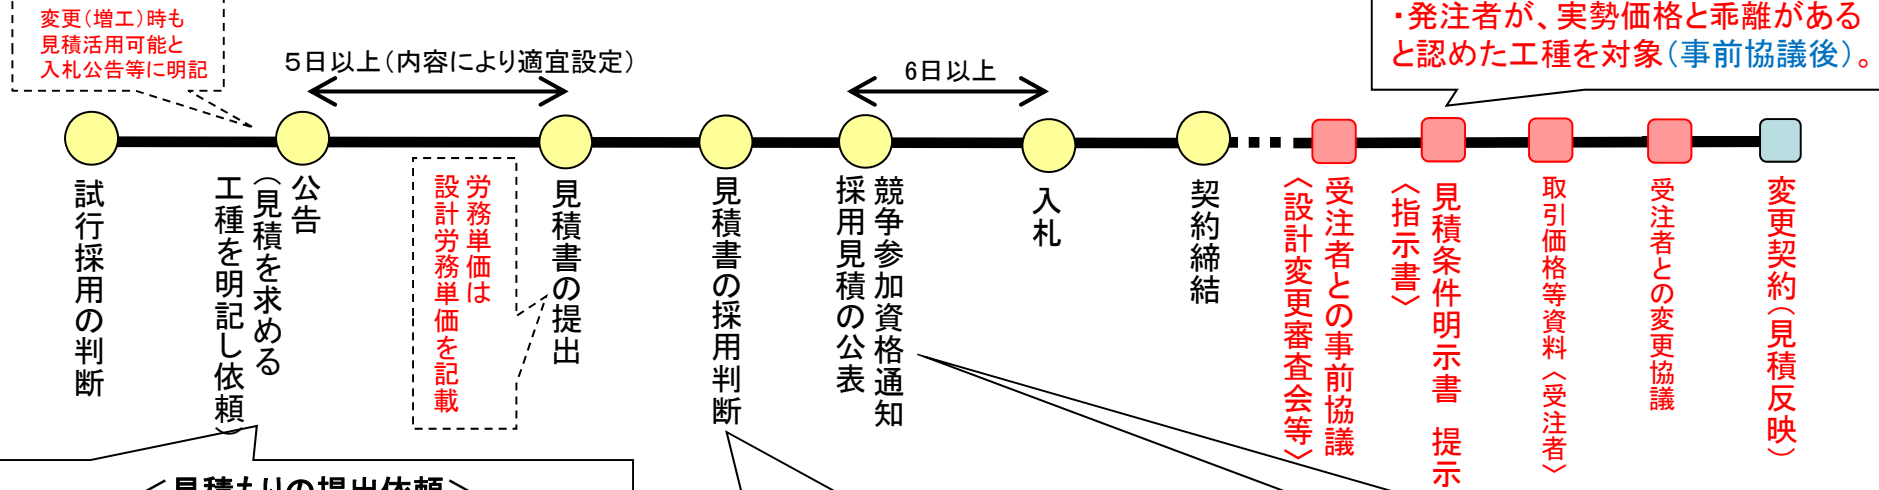 変更（増工）時も
見積活用可能と
入札公告等に明記
５日以上（内容により適宜設定）
6日以上
・発注者が、実勢価格と乖離がある
と認めた工種を対象（事前協議後）。
試行採用の判断
公告
（見積を求める
工種を明記し依頼）
労務単価は
設計労務単価を記載
見積書の提出
見積書の採用判断
競争参加資格通知
採用見積の公表
入札
契約締結
受注者との事前協議
〈設計変更審査会等〉
見積条件明示書　提示
〈指示書〉
取引価格等資料〈受注者〉
受注者との変更協議
変更契約（見積反映）
＜見積もりの提出依頼＞